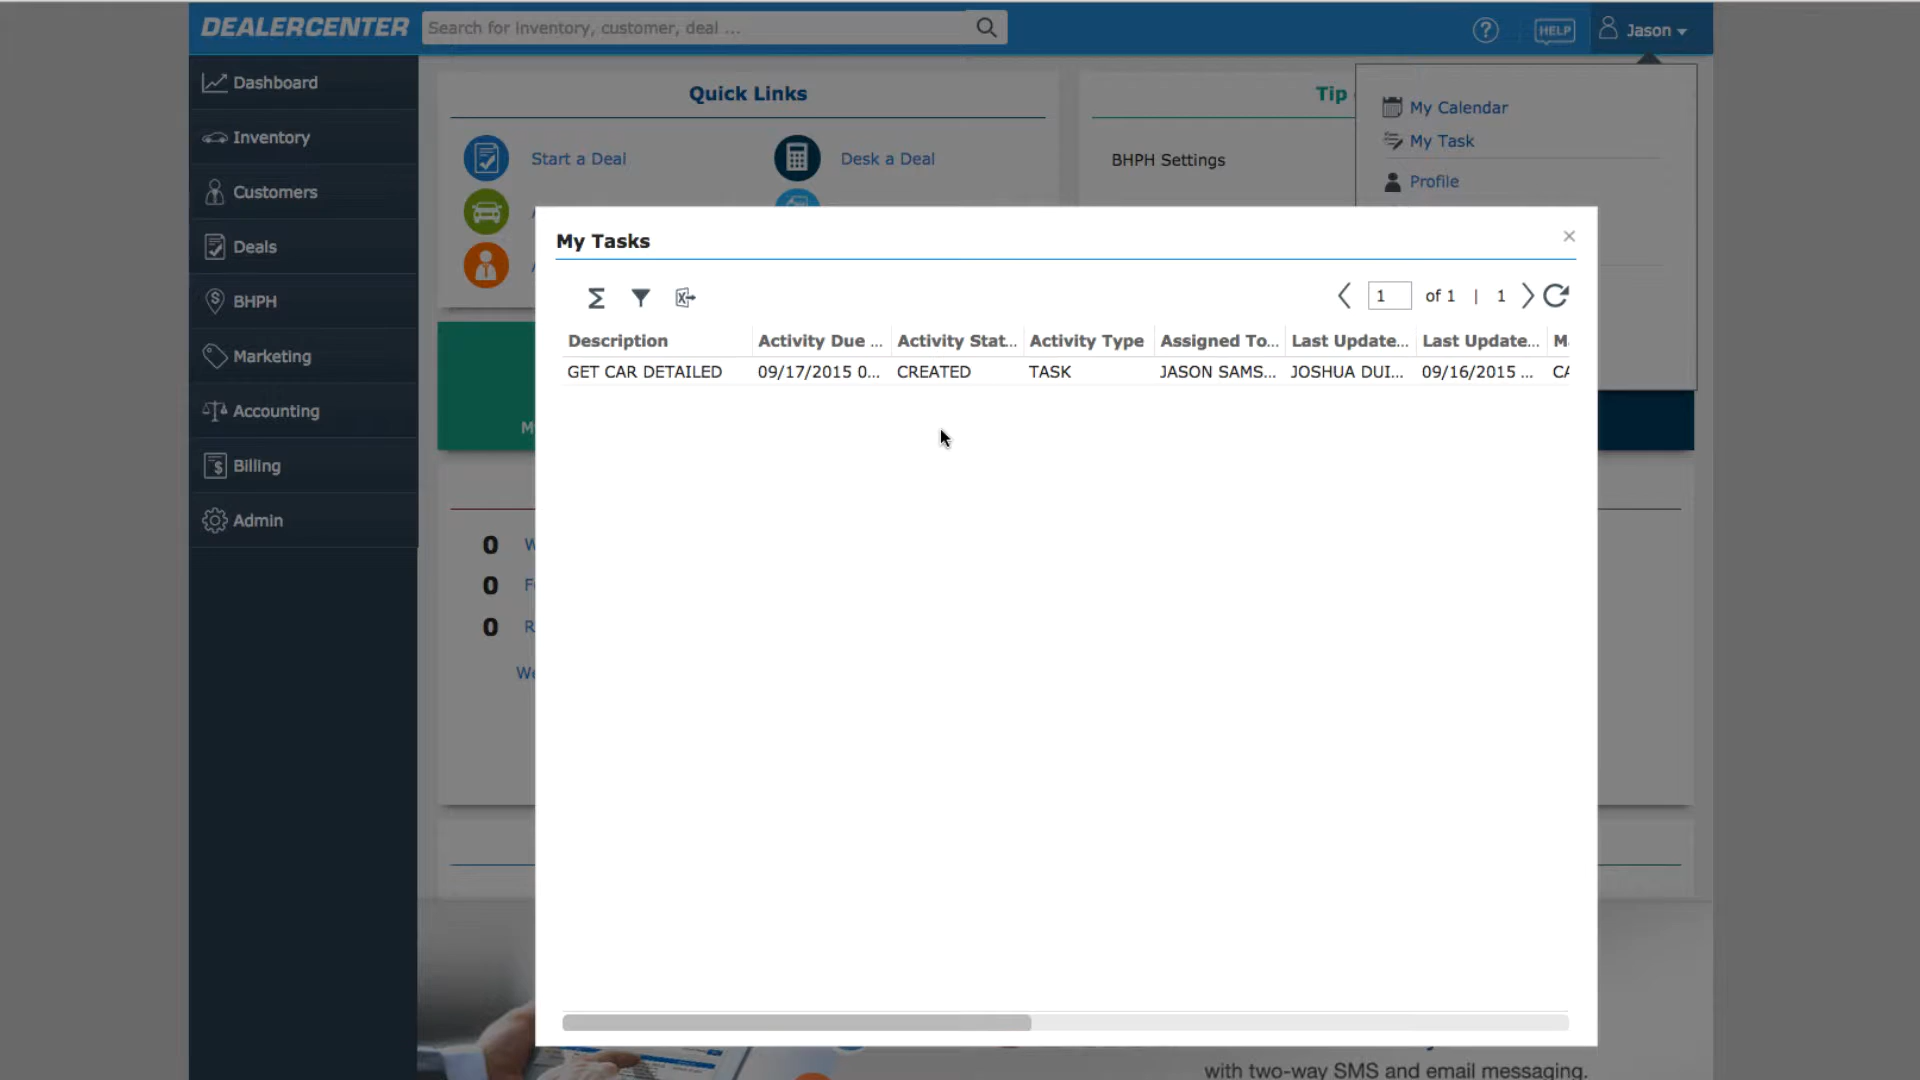 DEALERCENTER
Search for inventory, customer, deal ...
HELP
Jason
Dashboard
Inventory
Customers
Deals
BHPH
Marketing
Accounting
Billing
Admin
Quick Links
Start a Deal
Desk a Deal
Tip
BHPH Settings
My Calendar
My Task
Profile
My Tasks
1 of 1 | 1
Description Activity Due ... Activity Stat... Activity Type Assigned To... Last Update... Last Update...
GET CAR DETAILED 09/17/2015 0... CREATED TASK JASON SAMS... JOSHUA DUI... 09/16/2015 ... CA
0
0
0
We
with two-way SMS and email messaging.